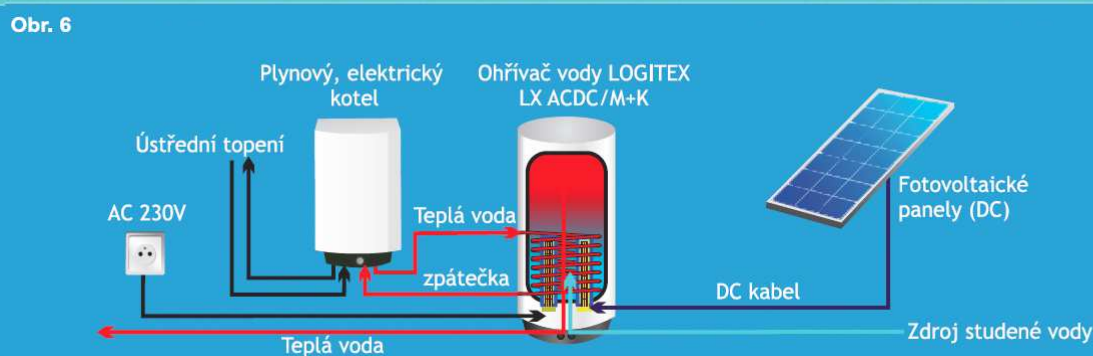 Obr. 6
Plynový, elektrický
kotel
Ohřívač vody LOGITEX
LX ACDC/M+K
Ústřední topení
AC 230V
Teplá voda
Fotovoltaické
panely (DC)
zpátečka
DC kabel
Teplá voda
Zdroj studené vody